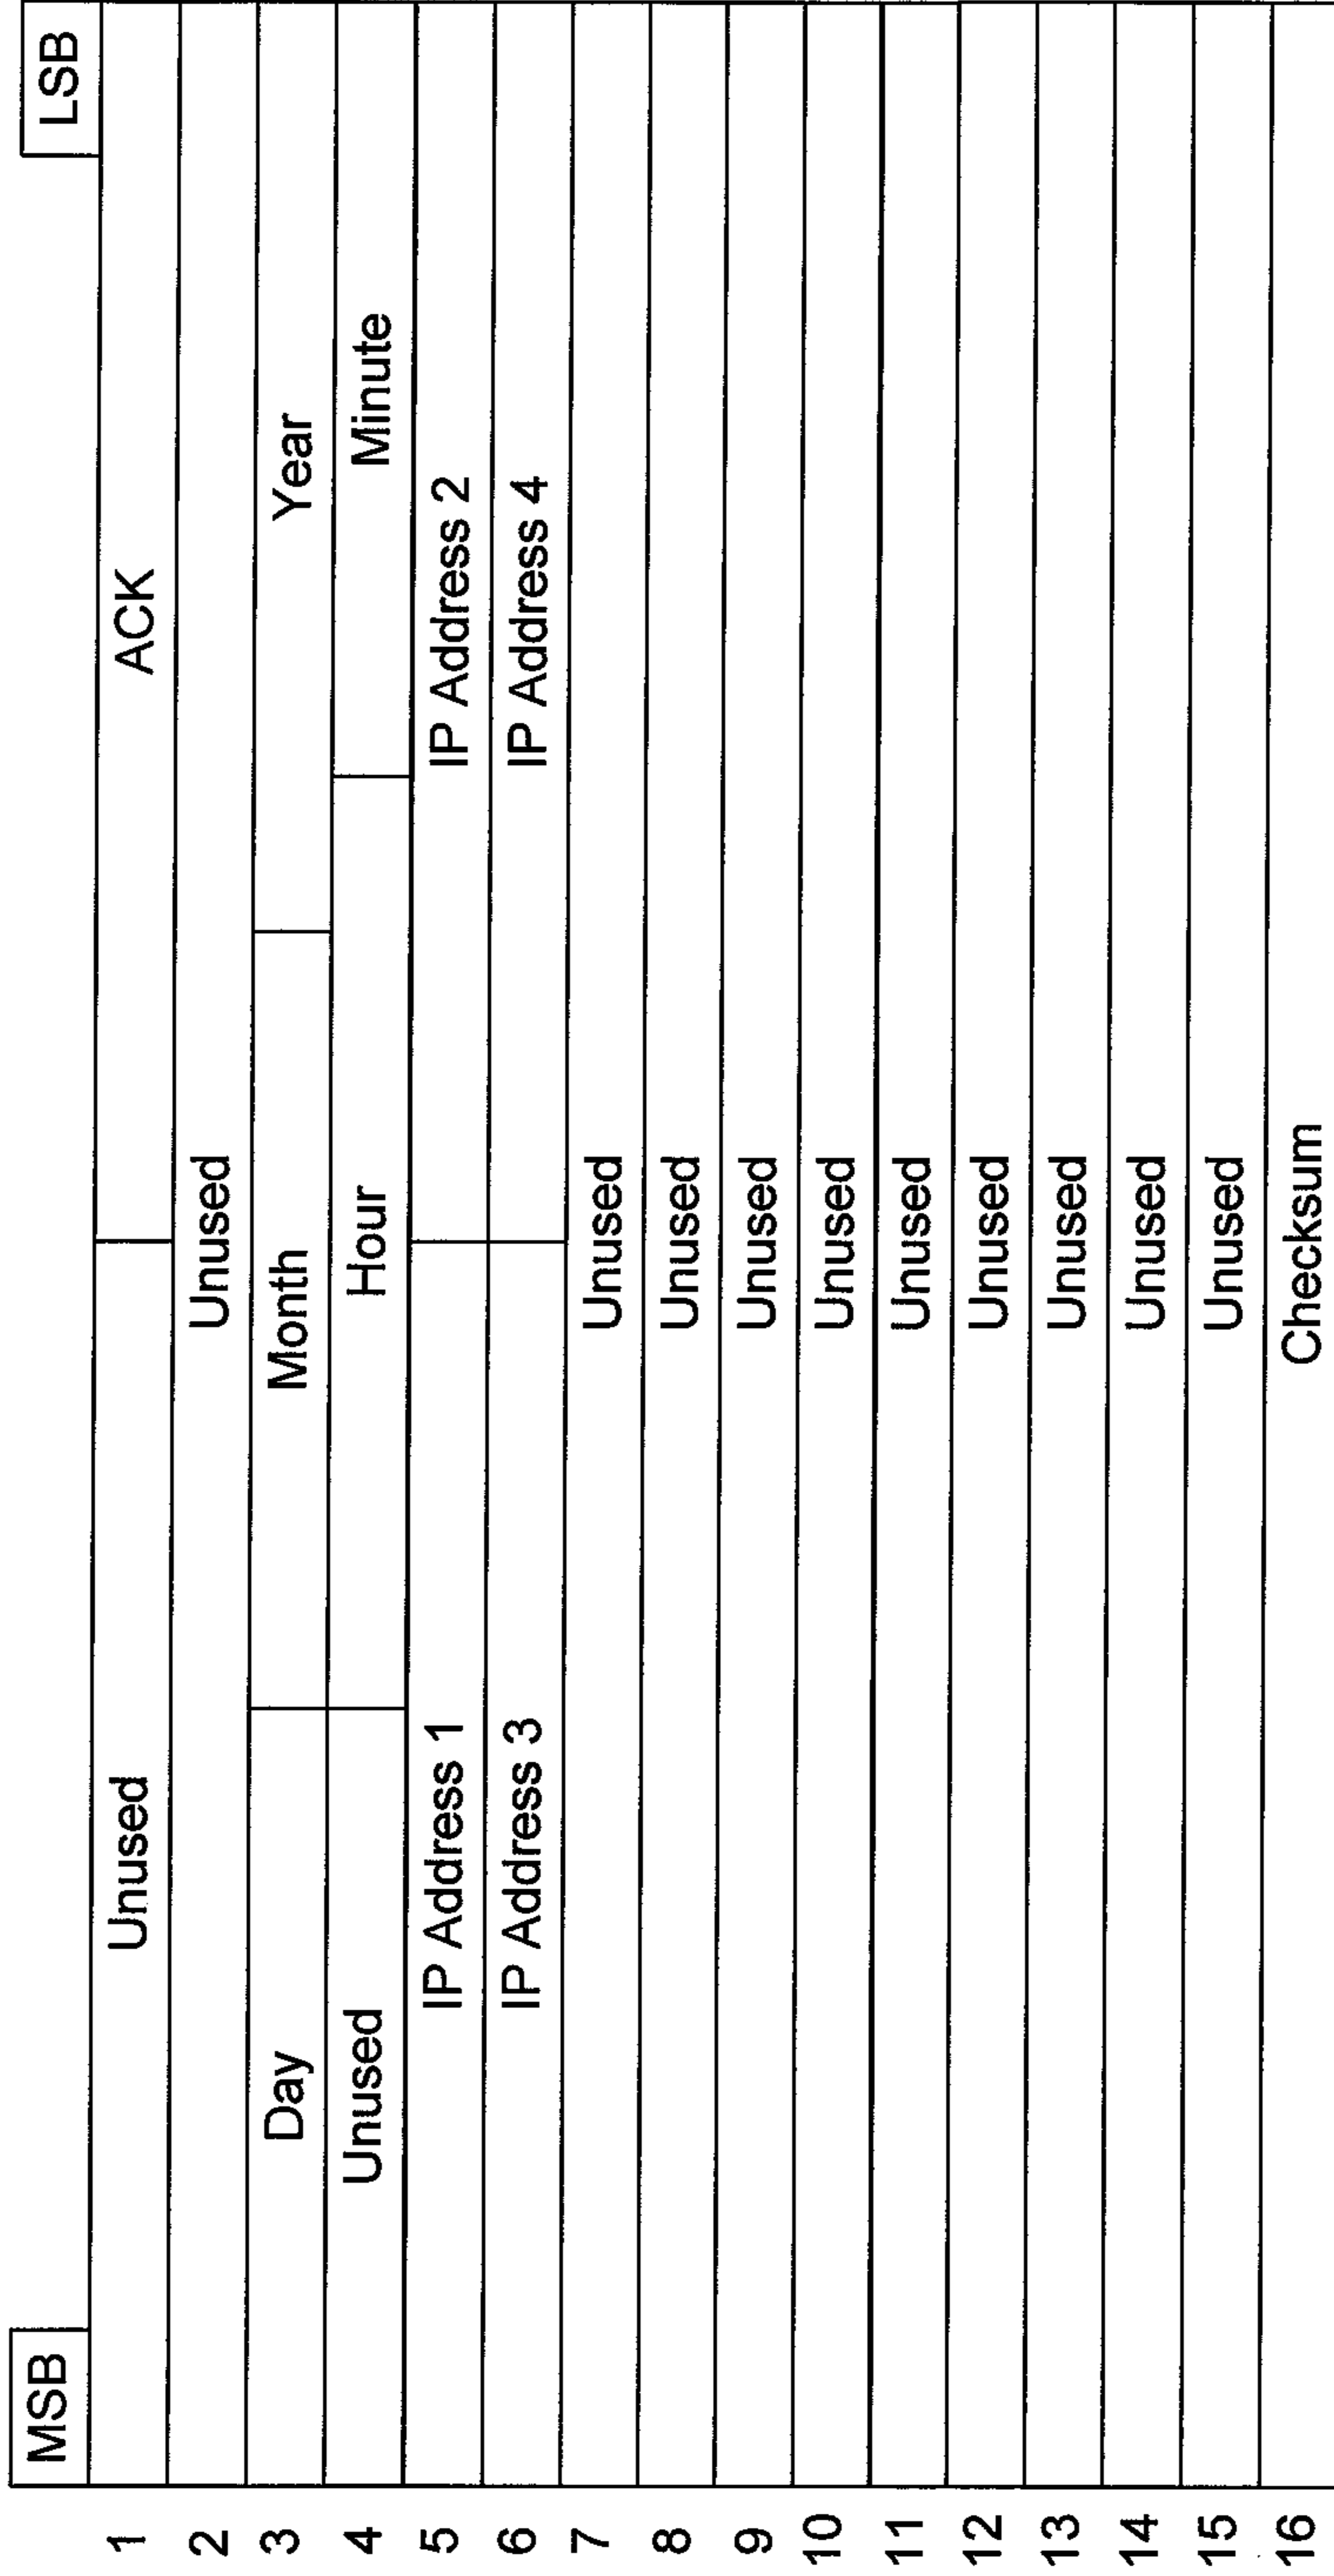 MSB LSB
1 Unused ACK
2 Unused
3 Day Month Year
4 Unused Hour Minute
5 IP Address 1 IP Address 2
6 IP Address 3 IP Address 4
7 Unused
8 Unused
9 Unused
10 Unused
11 Unused
12 Unused
13 Unused
14 Unused
15 Unused
16 Checksum